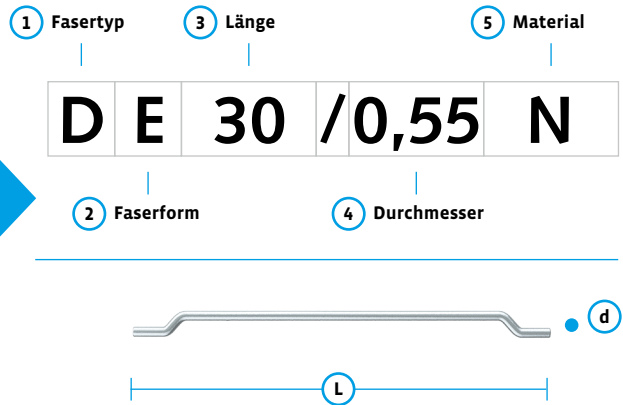 1 Fasertyp 3 Länge 5 Material
D E 30 / 0,55 N
2 Faserform 4 Durchmesser
d
L